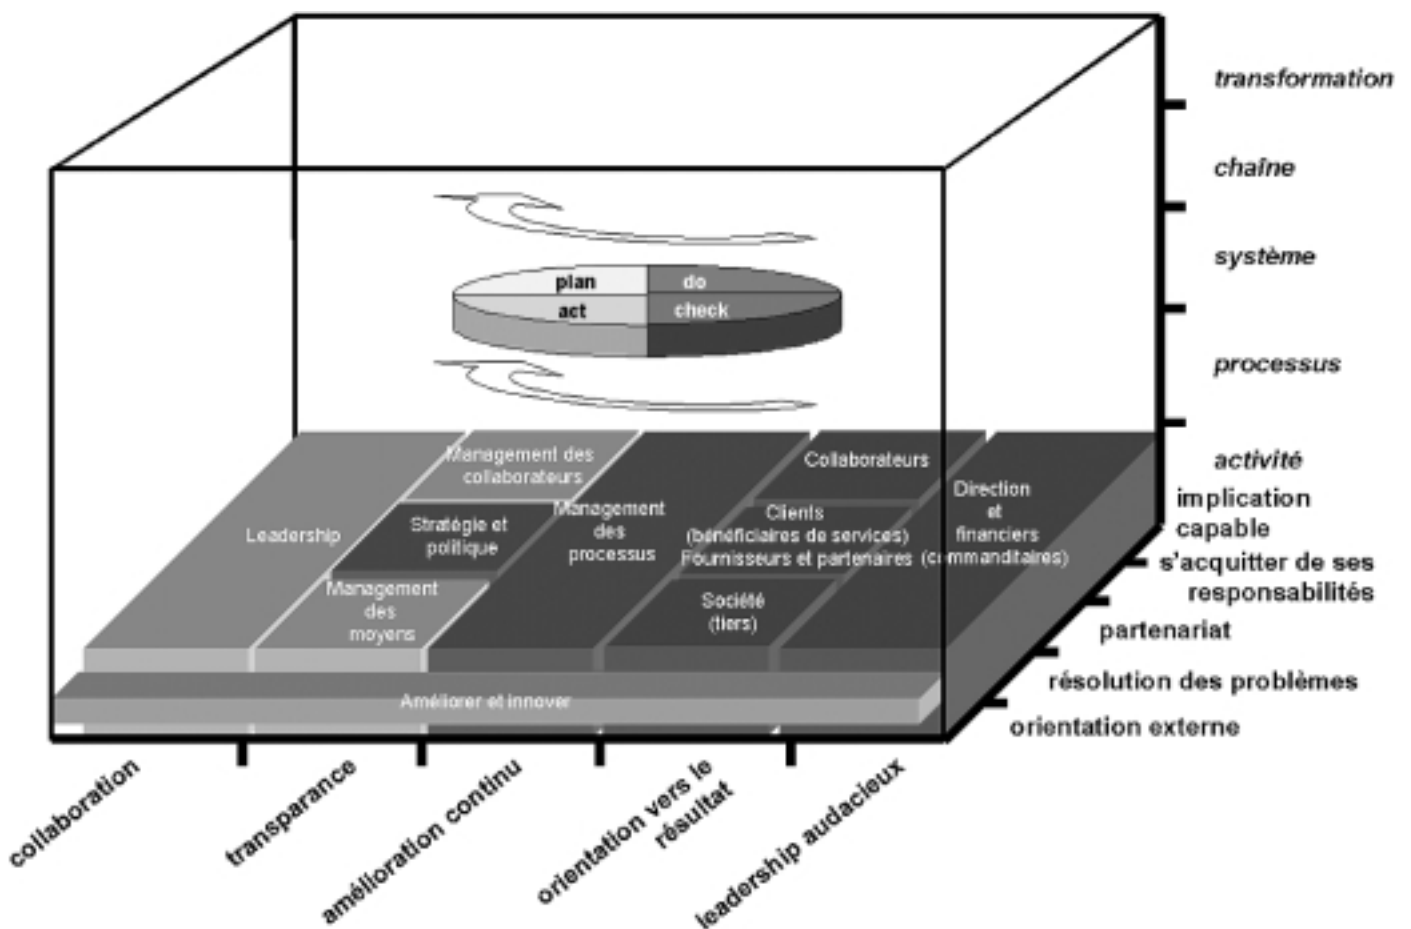 transformation
chaîne
système
processus
activité
plan
do
act
check
Management des
collaborateurs
Leadership
Stratégie et
politique
Management
des
moyens
Management
des
processus
Collaborateurs
Clients
(bénéficiaires de services)
Fournisseurs et partenaires
Société
(tiers)
Direction
et
financiers
(commanditaires)
Améliorer et innover
implication
capable
s'acquitter de ses
responsabilités
partenariat
résolution des problèmes
orientation externe
collaboration
transparance
amélioration continu
orientation vers le
résultat
leadership audacieux